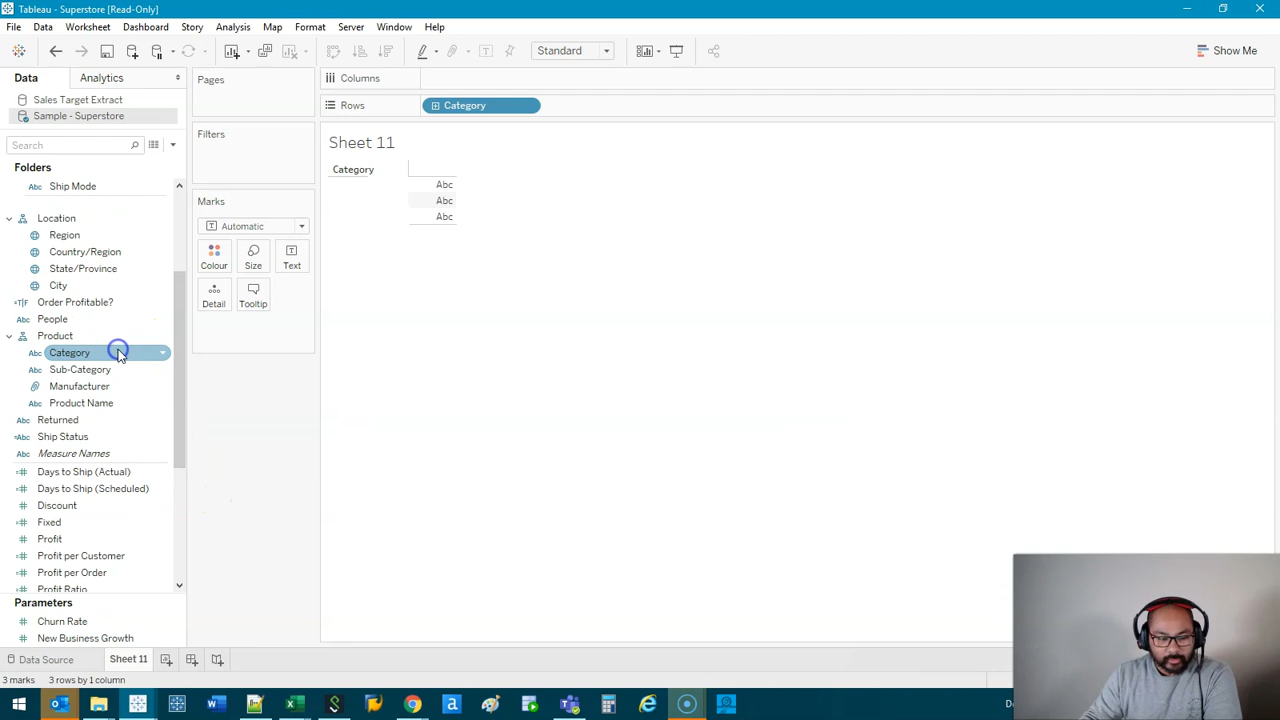 Tableau - Superstore [Read-Only]
File Data Worksheet Dashboard Story Analysis Map Format Server Window Help
Standard
Show Me
Data Analytics
Pages
Columns
Sales Target Extract
Sample - Superstore
Rows
Category
Filters
Search
Sheet 11
Folders
Category
Ship Mode
Abc
Abc
Abc
Marks
Automatic
Location
Region
Country/Region
State/Province
City
Colour Size Text
Detail Tooltip
Order Profitable?
People
Product
Category
Sub-Category
Manufacturer
Product Name
Returned
Ship Status
Measure Names
Days to Ship (Actual)
Days to Ship (Scheduled)
Discount
Fixed
Profit
Profit per Customer
Profit per Order
Profit Ratio
Parameters
Churn Rate
New Business Growth
Data Source Sheet 11
3 marks 3 rows by 1 column